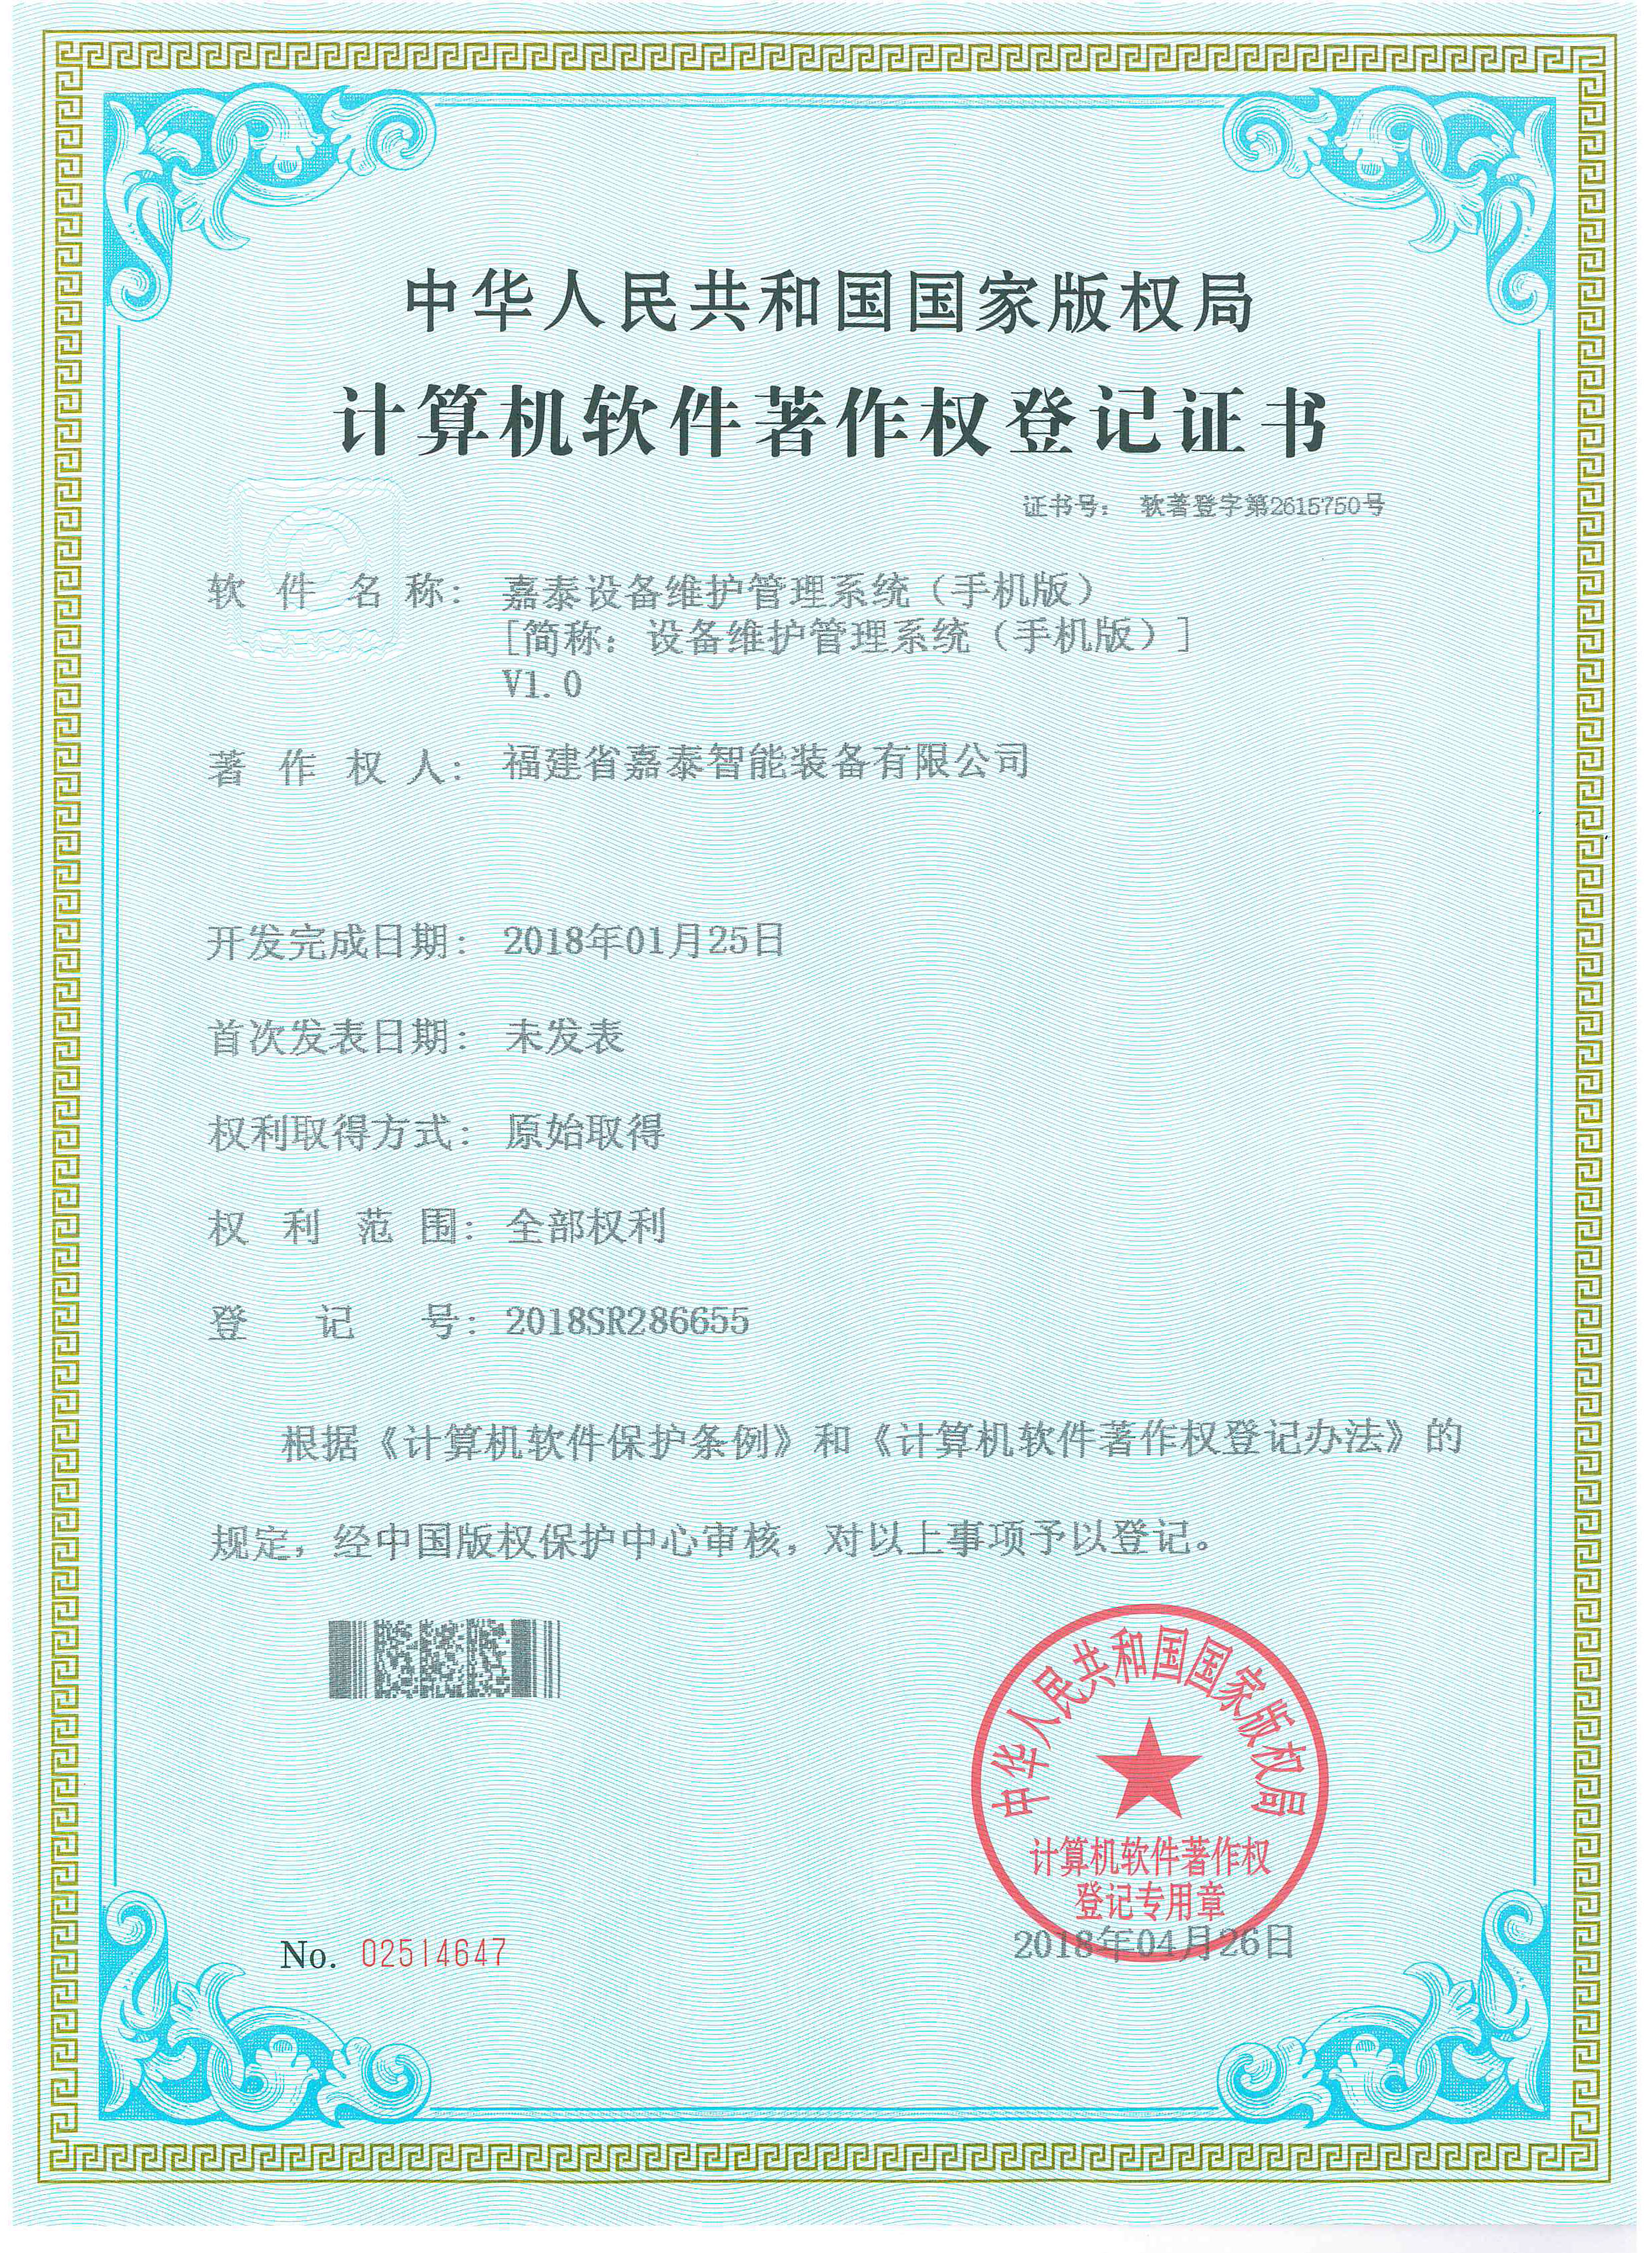 中华人民共和国国家版权局
计算机软件著作权登记证书
证书号： 软著登字第2615750号
软件名称： 嘉泰设备维护管理系统（手机版）
[简称：设备维护管理系统（手机版）]
V1.0
著作权人： 福建省嘉泰智能装备有限公司
开发完成日期： 2018年01月25日
首次发表日期： 未发表
权利取得方式： 原始取得
权利范围： 全部权利
登记号： 2018SR286655
根据《计算机软件保护条例》和《计算机软件著作权登记办法》的
规定，经中国版权保护中心审核，对以上事项予以登记。
中华人民共和国国家版权局
计算机软件著作权
登记专用章
2018年04月26日
No. 02514647